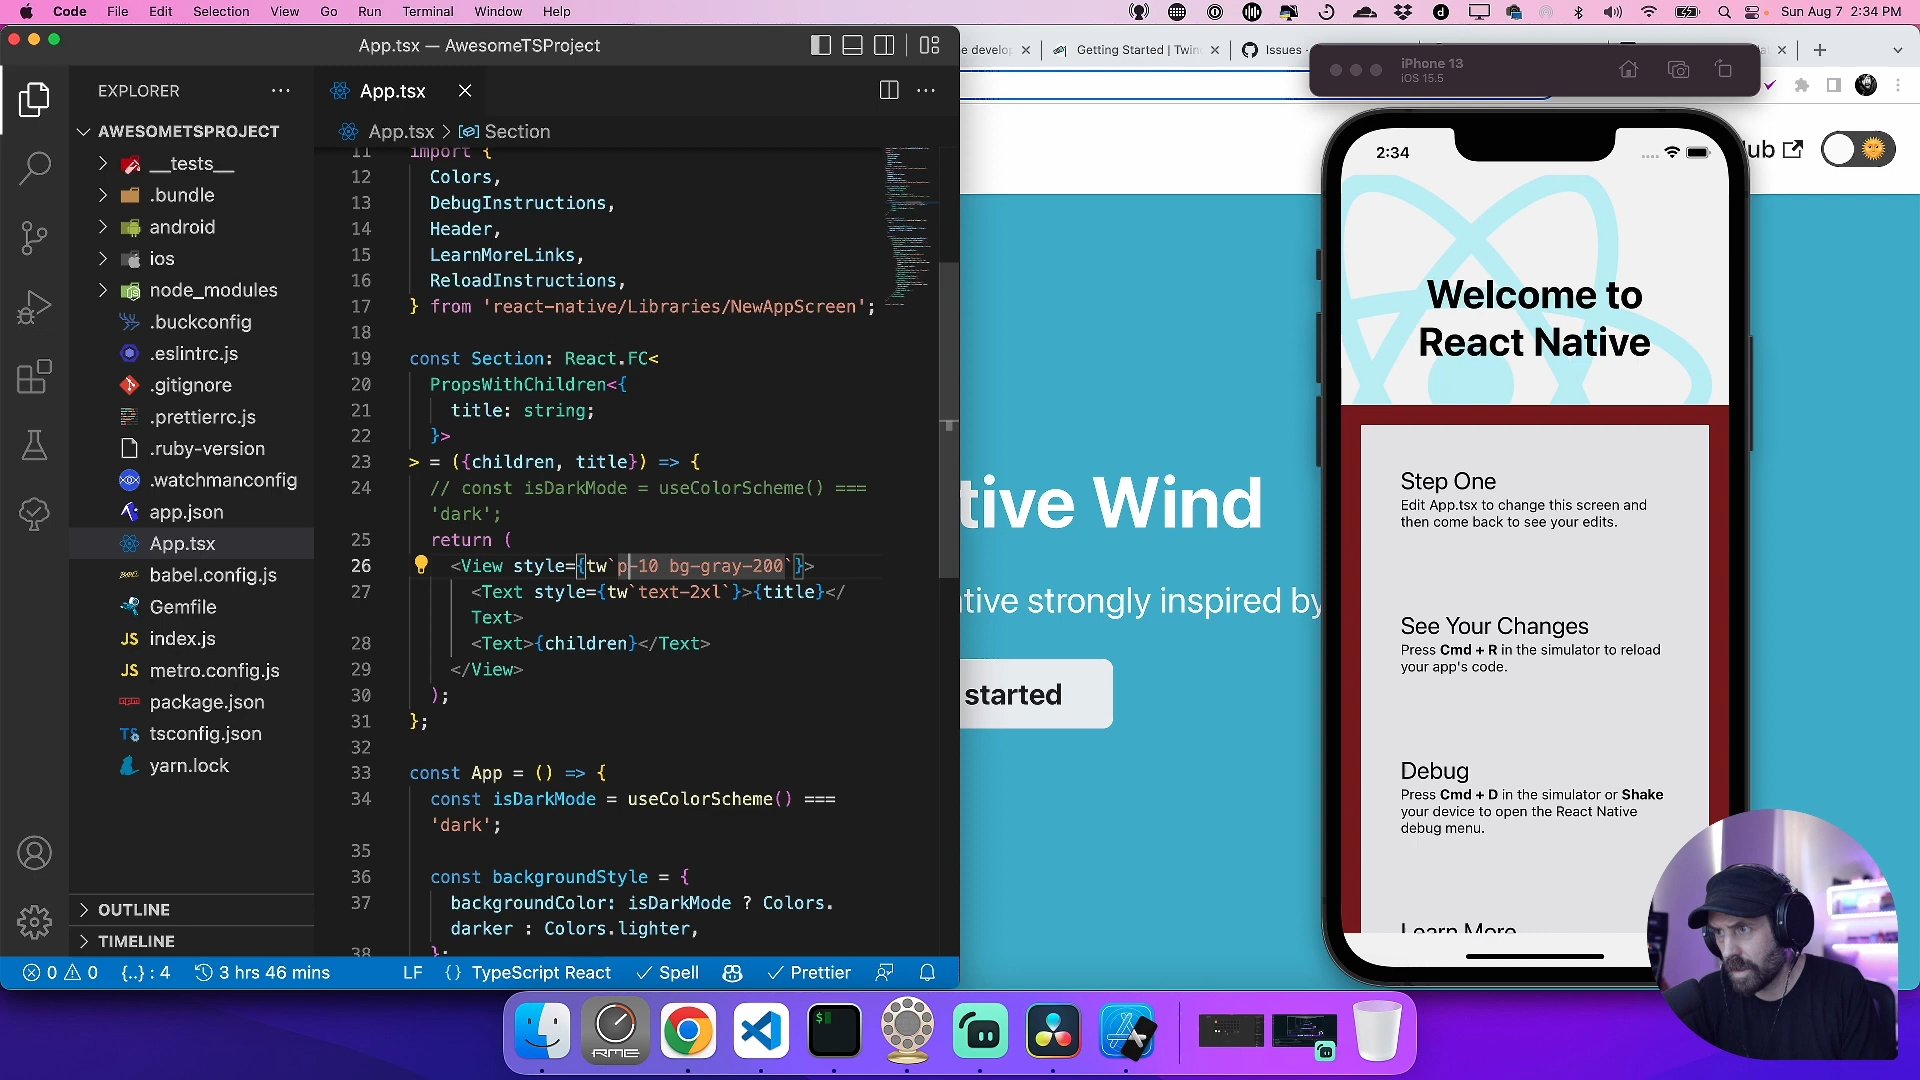 Code File Edit Selection View Go Run Terminal Window Help
Sun Aug 7 2:34 PM
App.tsx — AwesomeTSProject
EXPLORER
AWESOMETSPROJECT
__tests__
.bundle
android
ios
node_modules
.buckconfig
.eslintrc.js
.gitignore
.prettierrc.js
.ruby-version
.watchmanconfig
app.json
App.tsx
babel.config.js
Gemfile
index.js
metro.config.js
package.json
tsconfig.json
yarn.lock
OUTLINE
TIMELINE
App.tsx
App.tsx > Section
11 import {
12 Colors,
13 DebugInstructions,
14 Header,
15 LearnMoreLinks,
16 ReloadInstructions,
17 } from 'react-native/Libraries/NewAppScreen';
18
19 const Section: React.FC<
20 PropsWithChildren<{
21 title: string;
22 }>
23 > = ({children, title}) => {
24 // const isDarkMode = useColorScheme() ===
'dark';
25 return (
26 <View style={tw`p-10 bg-gray-200`}>
27 <Text style={tw`text-2xl`}>{title}</
Text>
28 <Text>{children}</Text>
29 </View>
30 );
31 };
32
33 const App = () => {
34 const isDarkMode = useColorScheme() ===
'dark';
35
36 const backgroundStyle = {
37 backgroundColor: isDarkMode ? Colors.
darker : Colors.lighter,
38 };
0 0 {..} : 4 3 hrs 46 mins LF {} TypeScript React Spell Prettier
e develop
Getting Started | Twin
Issues ·
ub
tive Wind
tive strongly inspired by
started
iPhone 13
iOS 15.5
2:34
Welcome to
React Native
Step One
Edit App.tsx to change this screen and
then come back to see your edits.
See Your Changes
Press Cmd + R in the simulator to reload
your app's code.
Debug
Press Cmd + D in the simulator or Shake
your device to open the React Native
debug menu.
Learn More
RME